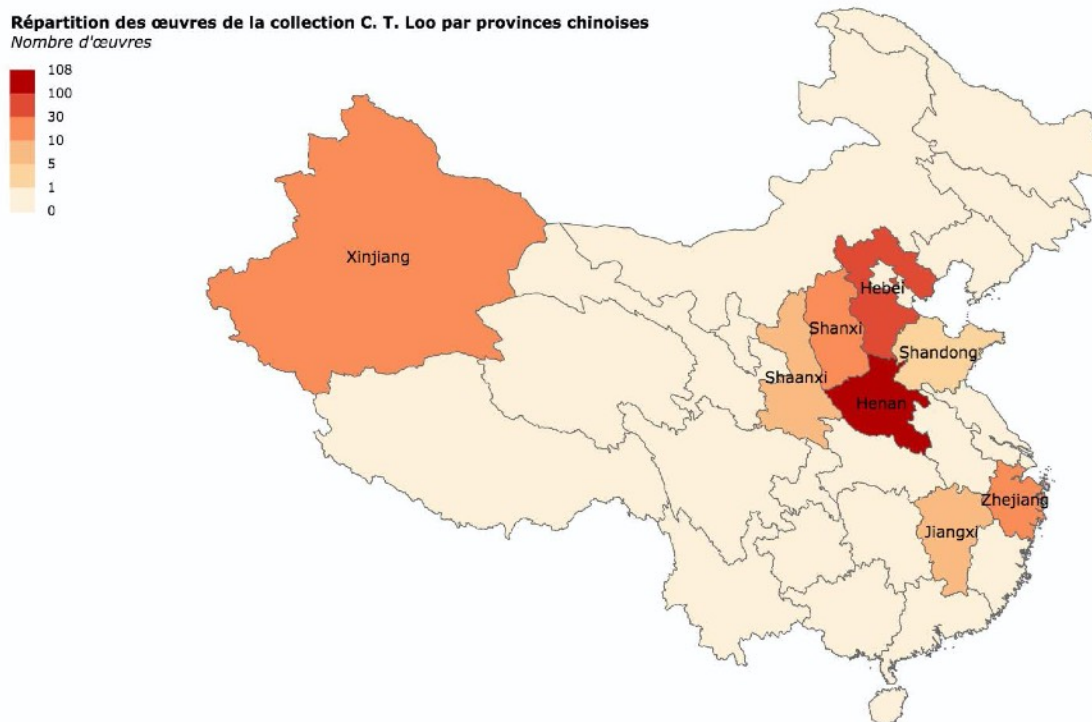 Répartition des œuvres de la collection C. T. Loo par provinces chinoises
Nombre d'œuvres
108
100
30
10
5
1
0
Xinjiang
Hebei
Shanxi
Shandong
Shaanxi
Henan
Zhejiang
Jiangxi